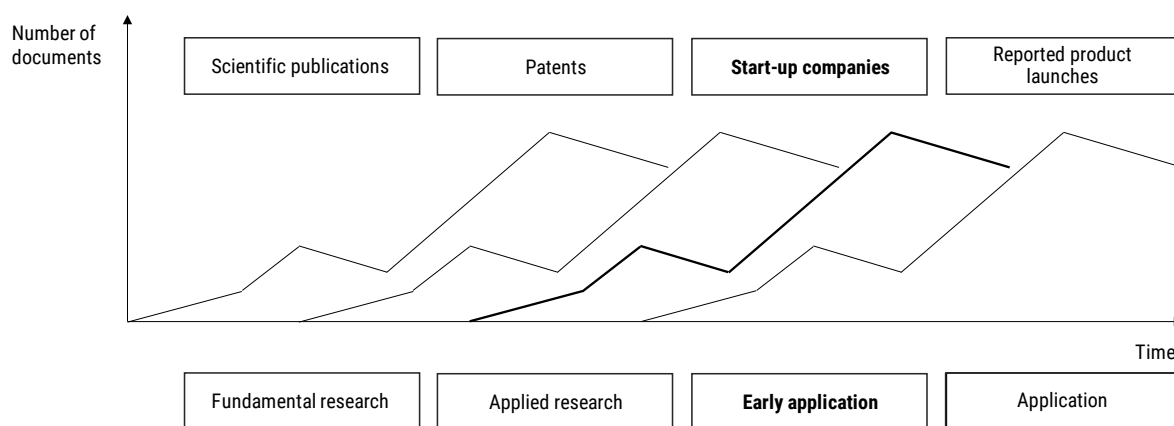 Number of
documents
Scientific publications
Patents
Start-up companies
Reported product
launches
Time
Fundamental research
Applied research
Early application
Application